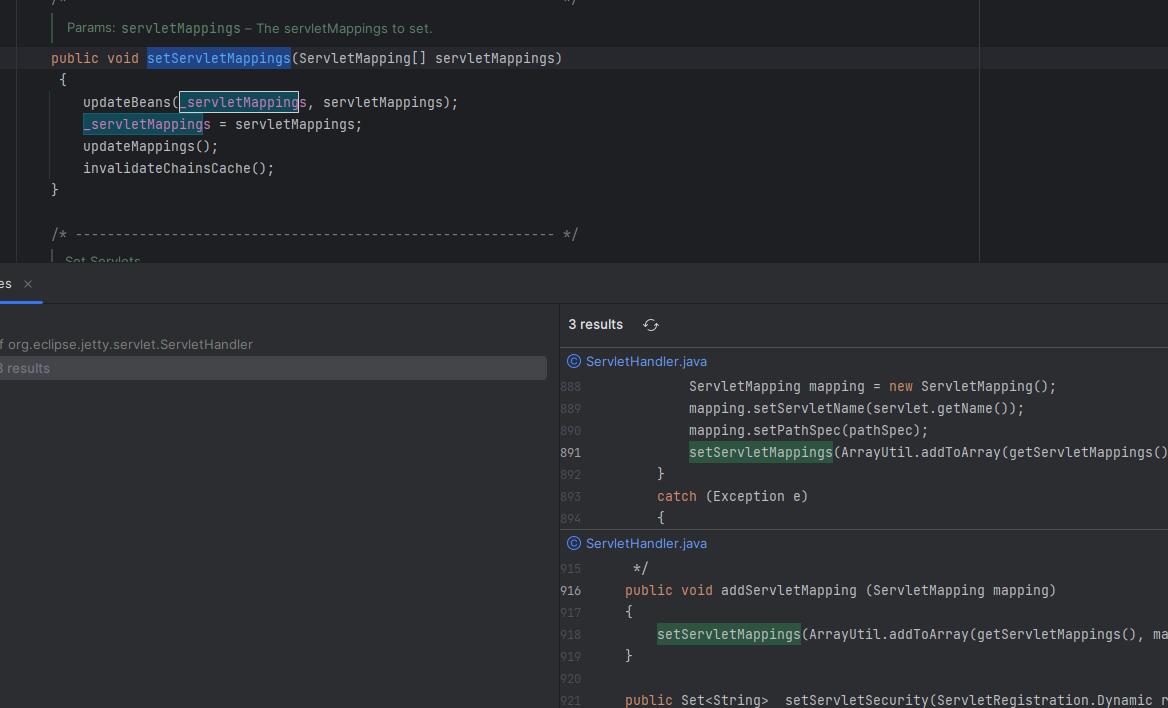 /* */
Params: servletMappings – The servletMappings to set.
public void setServletMappings(ServletMapping[] servletMappings)
{
updateBeans(_servletMappings, servletMappings);
_servletMappings = servletMappings;
updateMappings();
invalidateChainsCache();
}
/* ------------------------------------------------------------ */
Set Servlets
es ×
f org.eclipse.jetty.servlet.ServletHandler
3 results
3 results
© ServletHandler.java
888 ServletMapping mapping = new ServletMapping();
889 mapping.setServletName(servlet.getName());
890 mapping.setPathSpec(pathSpec);
891 setServletMappings(ArrayUtil.addToArray(getServletMappings()
892 }
893 catch (Exception e)
894 {
© ServletHandler.java
915 */
916 public void addServletMapping (ServletMapping mapping)
917 {
918 setServletMappings(ArrayUtil.addToArray(getServletMappings(), ma
919 }
920
921 public Set<String>  setServletSecurity(ServletRegistration.Dynamic r